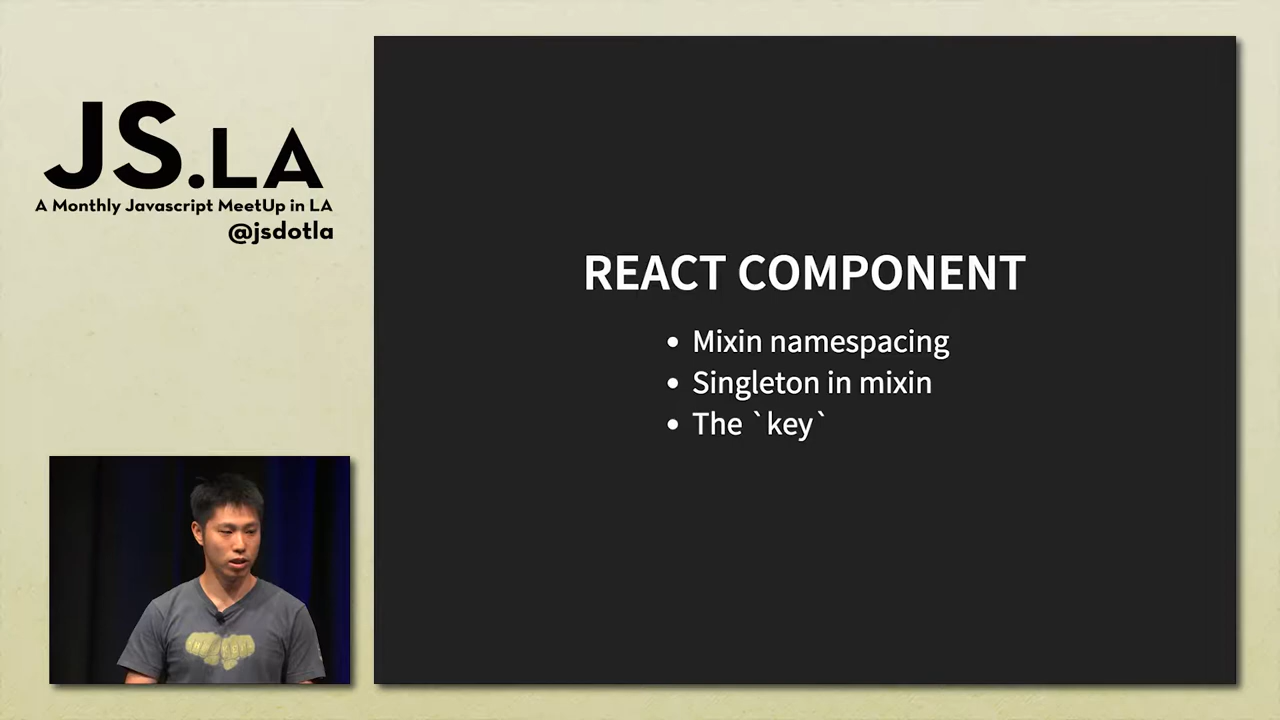 JS.LA
A Monthly Javascript MeetUp in LA
@jsdotla
REACT COMPONENT
• Mixin namespacing
• Singleton in mixin
• The `key`